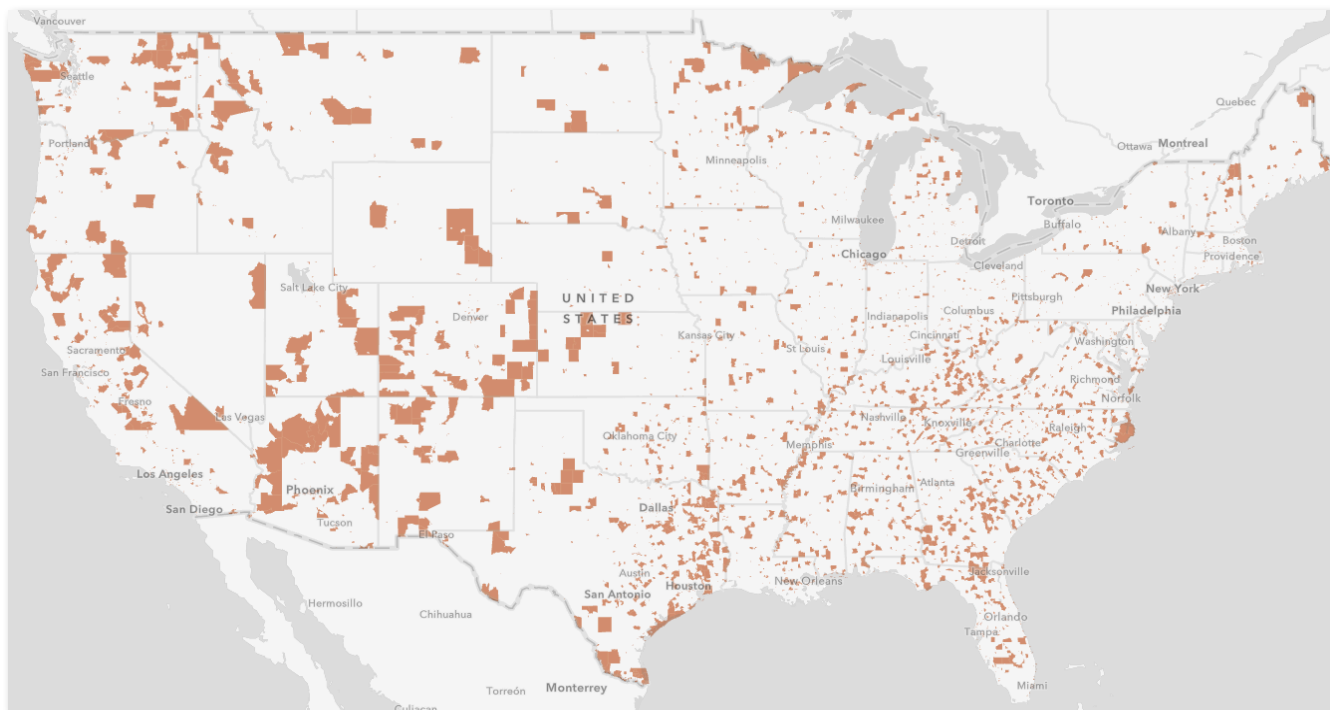 Vancouver
Seattle
Quebec
Ottawa
Montreal
Portland
Minneapolis
Toronto
Milwaukee
Buffalo
Albany
Boston
Detroit
Providence
Chicago
Cleveland
Salt Lake City
New York
UNITED
STATES
Denver
Pittsburgh
Indianapolis
Columbus
Philadelphia
Kansas City
Cincinnati
Washington
Sacramento
St Louis
Louisville
San Francisco
Richmond
Fresno
Norfolk
Las Vegas
Nashville
Knoxville
Raleigh
Oklahoma City
Memphis
Charlotte
Greenville
Los Angeles
Phoenix
Birmingham
Atlanta
San Diego
Tucson
Dallas
El Paso
Austin
Houston
Jacksonville
New Orleans
San Antonio
Hermosillo
Chihuahua
Orlando
Tampa
Miami
Torreón
Monterrey
Culiacan